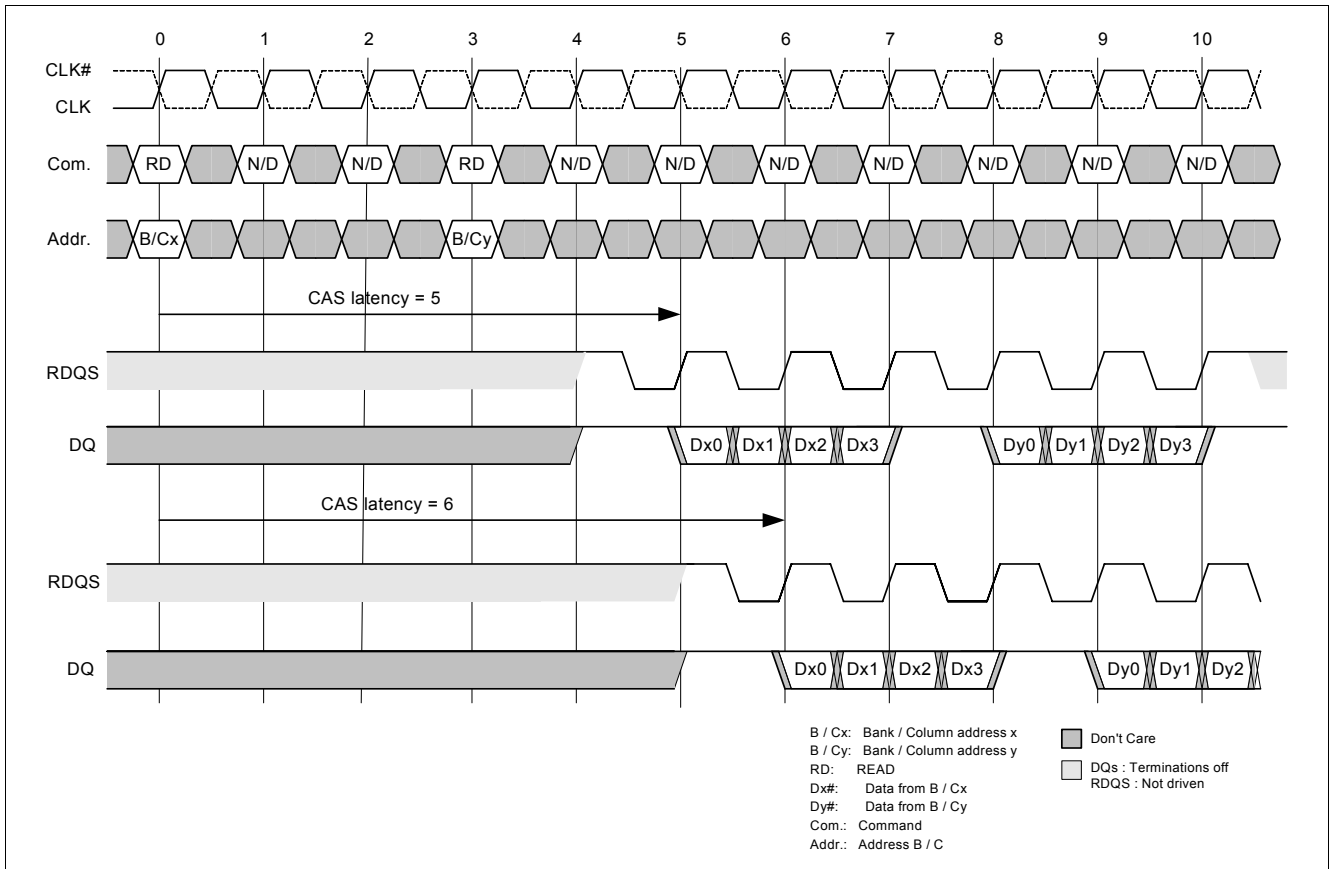 0 1 2 3 4 5 6 7 8 9 10
CLK#
CLK
Com. RD N/D N/D RD N/D N/D N/D N/D N/D N/D N/D
Addr. B/Cx B/Cy
CAS latency = 5
RDQS
DQ Dx0 Dx1 Dx2 Dx3 Dy0 Dy1 Dy2 Dy3
CAS latency = 6
RDQS
DQ Dx0 Dx1 Dx2 Dx3 Dy0 Dy1 Dy2
B / Cx: Bank / Column address x
B / Cy: Bank / Column address y
RD: READ
Dx#: Data from B / Cx
Dy#: Data from B / Cy
Com.: Command
Addr.: Address B / C
Don't Care
DQs : Terminations off
RDQS : Not driven